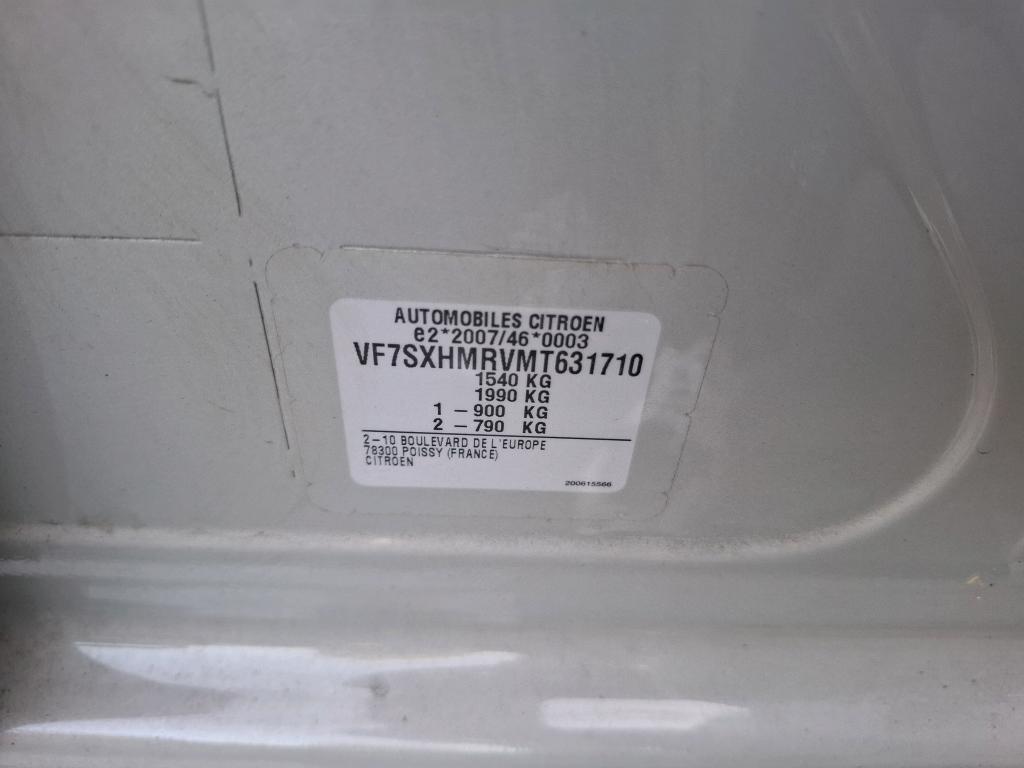 AUTOMOBILES CITROEN
e2*2007/46*0003
VF7SXHMRVMT631710
1540 KG
1990 KG
1 – 900 KG
2 – 790 KG
2–10 BOULEVARD DE L'EUROPE
78300 POISSY (FRANCE)
CITROEN
200615566